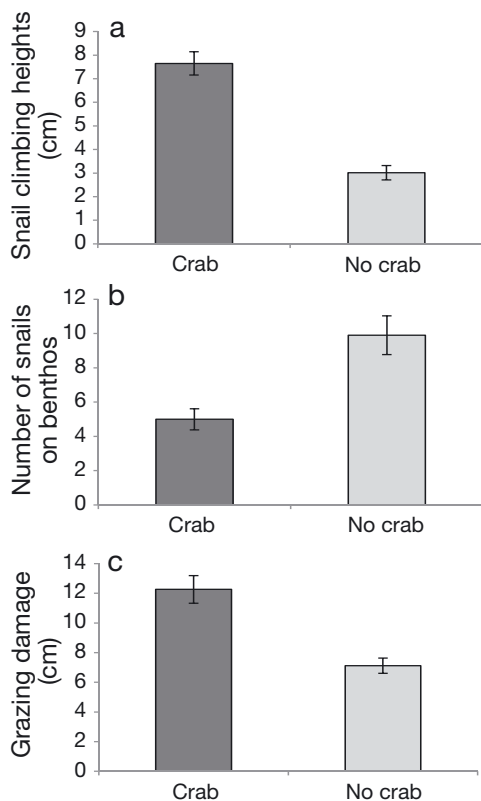 a
Snail climbing heights
(cm)
9
8
7
6
5
4
3
2
1
0
Crab No crab
b
Number of snails
on benthos
12
10
8
6
4
2
0
Crab No crab
c
Grazing damage
(cm)
14
12
10
8
6
4
2
0
Crab No crab